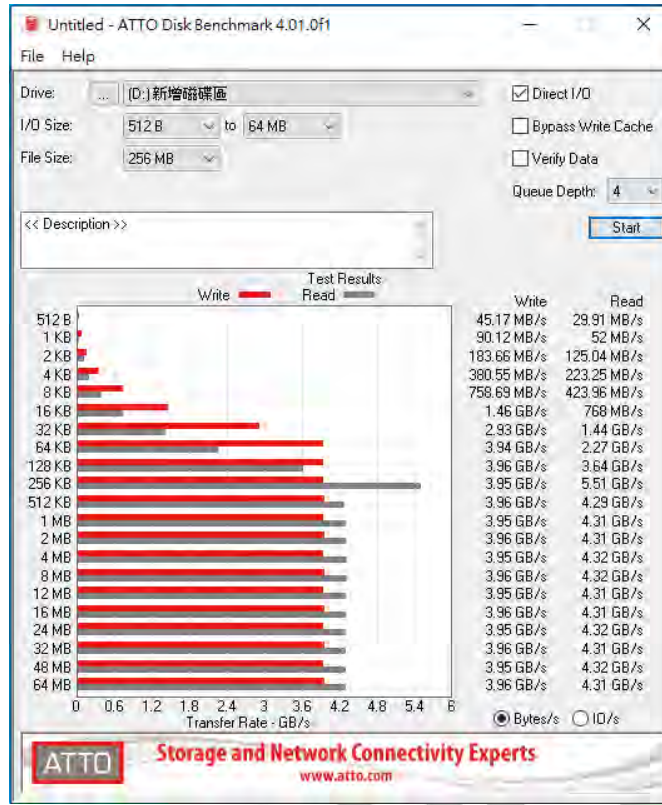 Untitled - ATTO Disk Benchmark 4.01.0f1
File Help
Drive: ... (D:)新增磁碟區
Direct I/O
I/O Size: 512 B to 64 MB
Bypass Write Cache
File Size: 256 MB
Verify Data
Queue Depth: 4
<< Description >>
Start
Test Results
Write Read
Write Read
512 B 45.17 MB/s 29.91 MB/s
1 KB 90.12 MB/s 52 MB/s
2 KB 183.66 MB/s 125.04 MB/s
4 KB 380.55 MB/s 223.25 MB/s
8 KB 758.69 MB/s 423.96 MB/s
16 KB 1.46 GB/s 768 MB/s
32 KB 2.93 GB/s 1.44 GB/s
64 KB 3.94 GB/s 2.27 GB/s
128 KB 3.96 GB/s 3.64 GB/s
256 KB 3.95 GB/s 5.51 GB/s
512 KB 3.96 GB/s 4.29 GB/s
1 MB 3.95 GB/s 4.31 GB/s
2 MB 3.96 GB/s 4.31 GB/s
4 MB 3.95 GB/s 4.32 GB/s
8 MB 3.96 GB/s 4.32 GB/s
12 MB 3.95 GB/s 4.31 GB/s
16 MB 3.96 GB/s 4.31 GB/s
24 MB 3.95 GB/s 4.32 GB/s
32 MB 3.96 GB/s 4.31 GB/s
48 MB 3.95 GB/s 4.32 GB/s
64 MB 3.96 GB/s 4.31 GB/s
0 0.6 1.2 1.8 2.4 3 3.6 4.2 4.8 5.4 6
Transfer Rate - GB/s
Bytes/s IO/s
ATTO
Storage and Network Connectivity Experts
www.atto.com